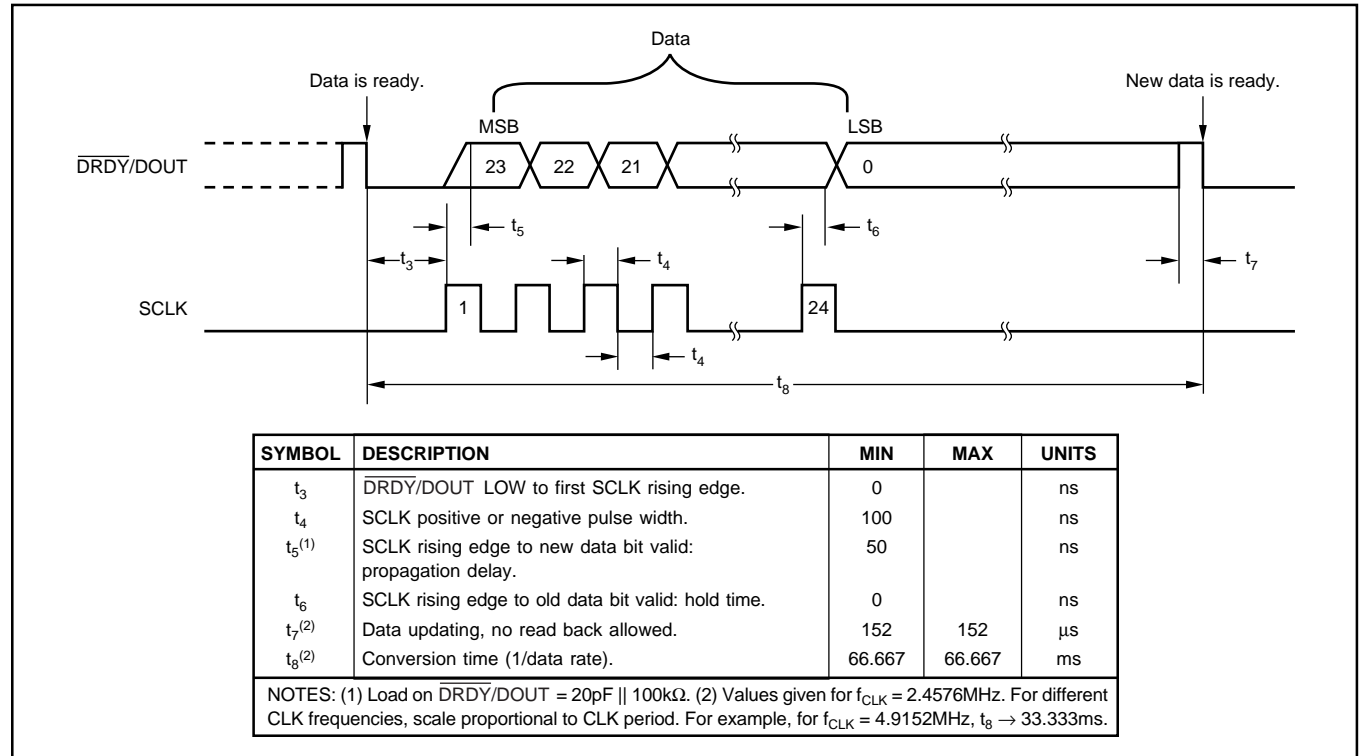 Data
Data is ready.
New data is ready.
MSB
LSB
DRDY/DOUT
23
22
21
0
t5
t6
t3
t4
t7
SCLK
1
24
t4
t8
SYMBOL DESCRIPTION MIN MAX UNITS
t3 DRDY/DOUT LOW to first SCLK rising edge. 0 ns
t4 SCLK positive or negative pulse width. 100 ns
t5(1) SCLK rising edge to new data bit valid: 50 ns
propagation delay.
t6 SCLK rising edge to old data bit valid: hold time. 0 ns
t7(2) Data updating, no read back allowed. 152 152 μs
t8(2) Conversion time (1/data rate). 66.667 66.667 ms
NOTES: (1) Load on DRDY/DOUT = 20pF || 100kΩ. (2) Values given for fCLK = 2.4576MHz. For different
CLK frequencies, scale proportional to CLK period. For example, for fCLK = 4.9152MHz, t8 → 33.333ms.